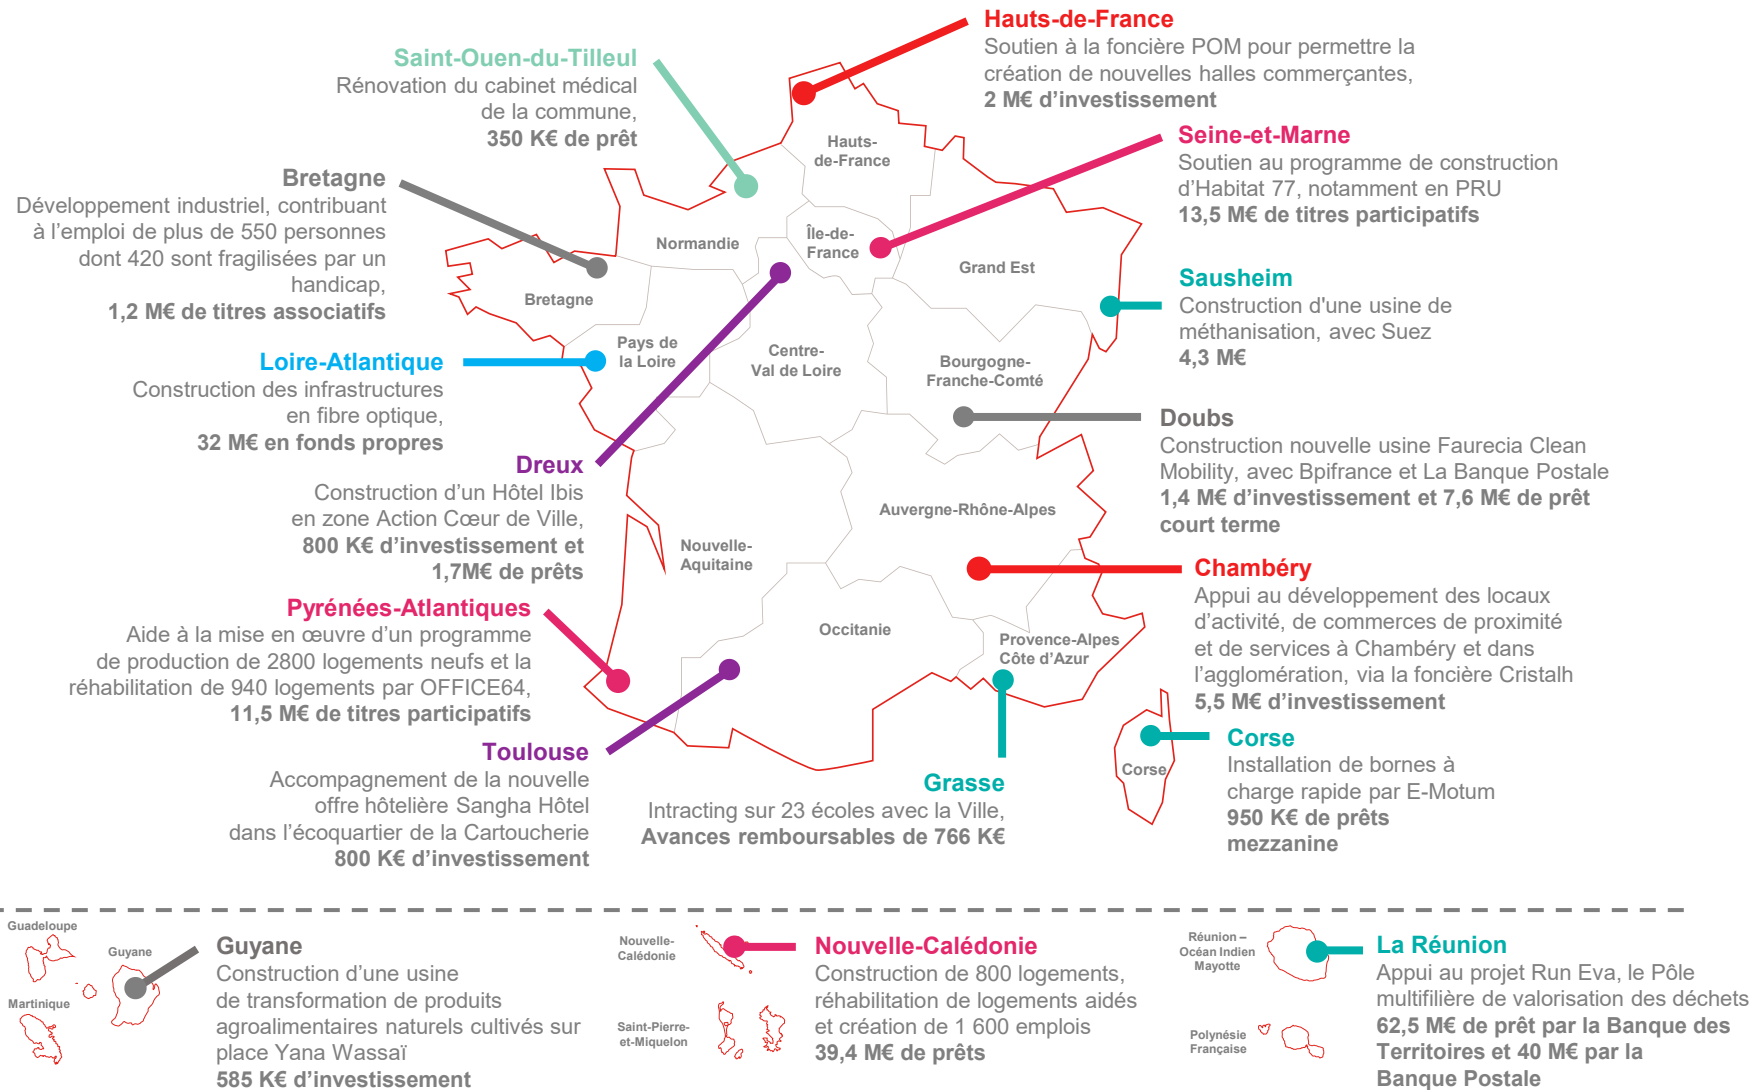 Hauts-de-France
Soutien à la foncière POM pour permettre la
création de nouvelles halles commerçantes,
2 M€ d’investissement
Saint-Ouen-du-Tilleul
Rénovation du cabinet médical
de la commune,
350 K€ de prêt
Seine-et-Marne
Soutien au programme de construction
d’Habitat 77, notamment en PRU
13,5 M€ de titres participatifs
Bretagne
Développement industriel, contribuant
à l’emploi de plus de 550 personnes
dont 420 sont fragilisées par un
handicap,
1,2 M€ de titres associatifs
Sausheim
Construction d'une usine de
méthanisation, avec Suez
4,3 M€
Loire-Atlantique
Construction des infrastructures
en fibre optique,
32 M€ en fonds propres
Doubs
Construction nouvelle usine Faurecia Clean
Mobility, avec Bpifrance et La Banque Postale
1,4 M€ d’investissement et 7,6 M€ de prêt
court terme
Dreux
Construction d’un Hôtel Ibis
en zone Action Cœur de Ville,
800 K€ d’investissement et
1,7M€ de prêts
Chambéry
Appui au développement des locaux
d’activité, de commerces de proximité
et de services à Chambéry et dans
l’agglomération, via la foncière Cristalh
5,5 M€ d’investissement
Pyrénées-Atlantiques
Aide à la mise en œuvre d’un programme
de production de 2800 logements neufs et la
réhabilitation de 940 logements par OFFICE64,
11,5 M€ de titres participatifs
Toulouse
Accompagnement de la nouvelle
offre hôtelière Sangha Hôtel
dans l’écoquartier de la Cartoucherie
800 K€ d’investissement
Grasse
Intracting sur 23 écoles avec la Ville,
Avances remboursables de 766 K€
Corse
Installation de bornes à
charge rapide par E-Motum
950 K€ de prêts
mezzanine
Hauts-
de-France
Normandie
Île-de-
France
Grand Est
Bretagne
Pays de
la Loire
Centre-
Val de Loire
Bourgogne-
Franche-Comté
Auvergne-Rhône-Alpes
Nouvelle-
Aquitaine
Occitanie
Provence-Alpes
Côte d’Azur
Corse
Guadeloupe
Guyane
Martinique
Guyane
Construction d’une usine
de transformation de produits
agroalimentaires naturels cultivés sur
place Yana Wassaï
585 K€ d’investissement
Nouvelle-
Calédonie
Saint-Pierre-
et-Miquelon
Nouvelle-Calédonie
Construction de 800 logements,
réhabilitation de logements aidés
et création de 1 600 emplois
39,4 M€ de prêts
Réunion –
Océan Indien
Mayotte
Polynésie
Française
La Réunion
Appui au projet Run Eva, le Pôle
multifilière de valorisation des déchets
62,5 M€ de prêt par la Banque des
Territoires et 40 M€ par la
Banque Postale